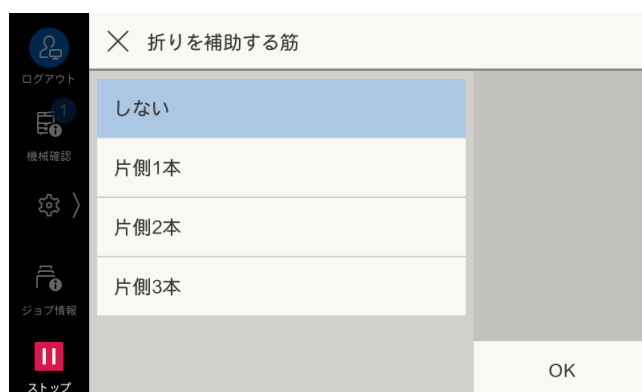 折りを補助する筋
ログアウト
1
機械確認
ジョブ情報
ストップ
しない
片側1本
片側2本
片側3本
OK